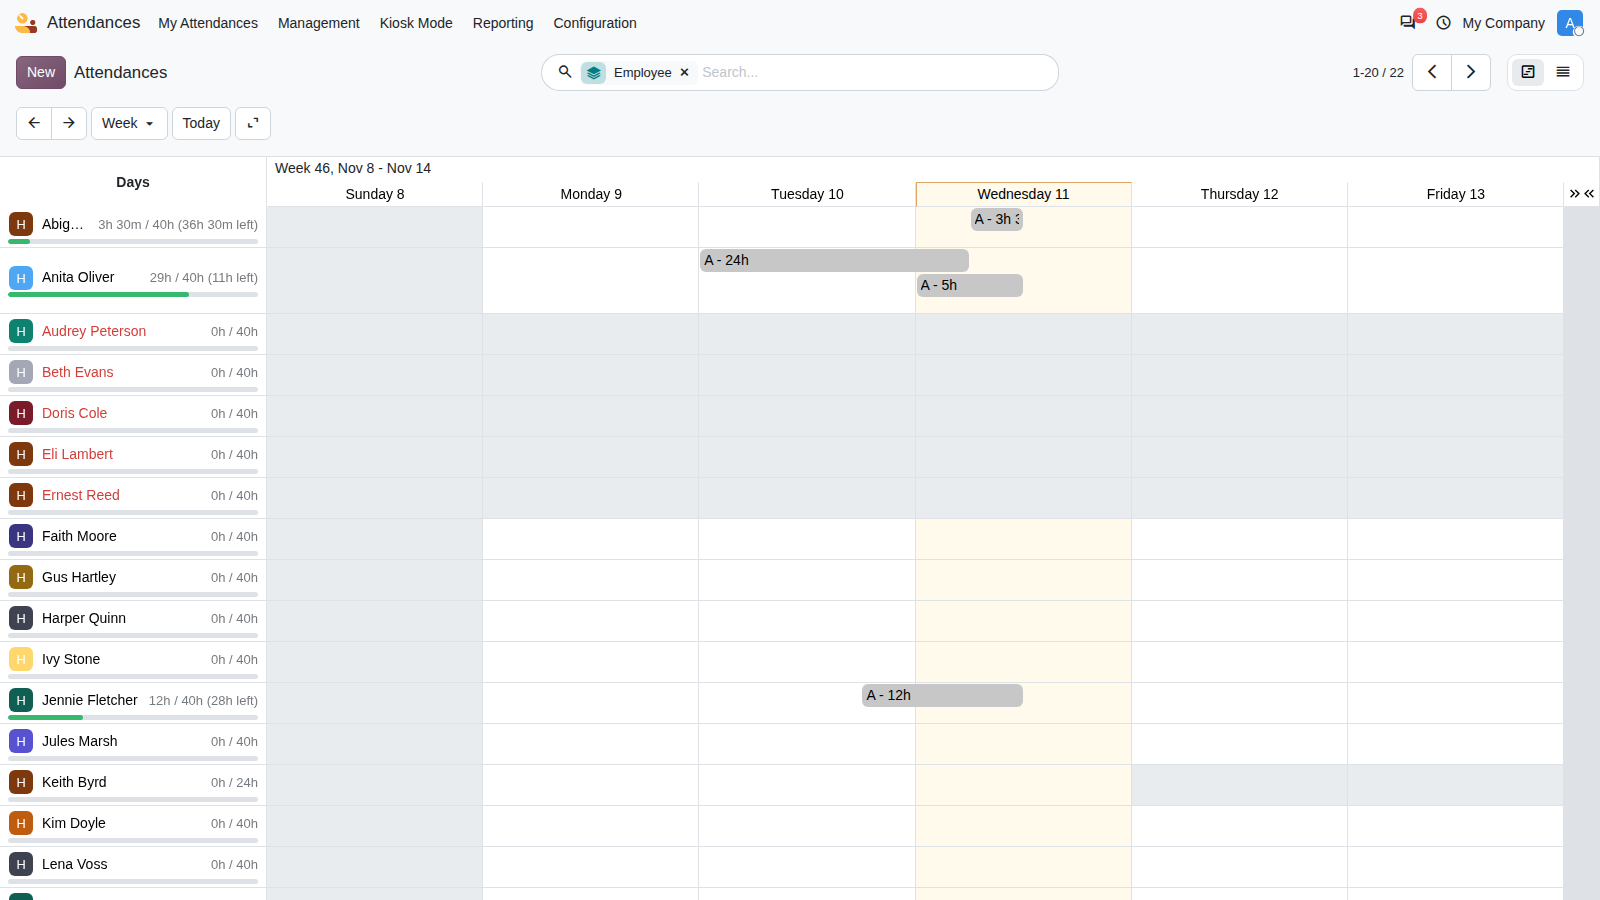 Attendances My Attendances Management Kiosk Mode Reporting Configuration 3 My Company A
New Attendances Employee Search... 1-20 / 22
Week Today
Days Week 46, Nov 8 - Nov 14
Sunday 8 Monday 9 Tuesday 10 Wednesday 11 Thursday 12 Friday 13
H Abig... 3h 30m / 40h (36h 30m left) A - 3h 3
H Anita Oliver 29h / 40h (11h left) A - 24h
A - 5h
H Audrey Peterson 0h / 40h
H Beth Evans 0h / 40h
H Doris Cole 0h / 40h
H Eli Lambert 0h / 40h
H Ernest Reed 0h / 40h
H Faith Moore 0h / 40h
H Gus Hartley 0h / 40h
H Harper Quinn 0h / 40h
H Ivy Stone 0h / 40h
H Jennie Fletcher 12h / 40h (28h left) A - 12h
H Jules Marsh 0h / 40h
H Keith Byrd 0h / 24h
H Kim Doyle 0h / 40h
H Lena Voss 0h / 40h